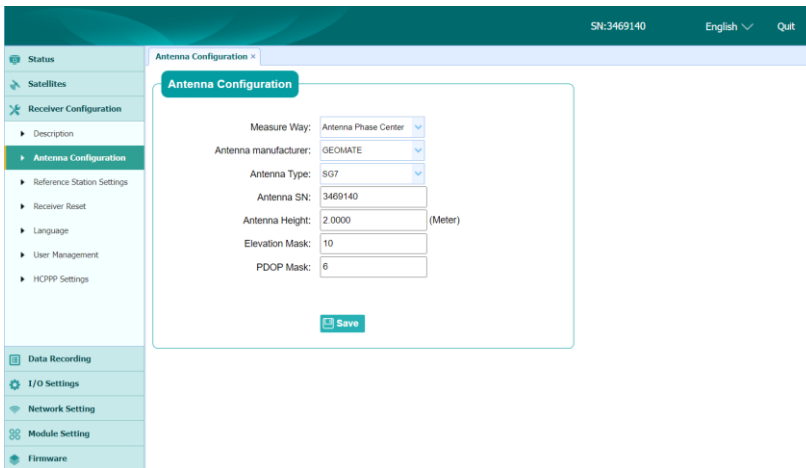 SN:3469140 English Quit
Status
Satellites
Receiver Configuration
Description
Antenna Configuration
Reference Station Settings
Receiver Reset
Language
User Management
HCPPP Settings
Data Recording
I/O Settings
Network Setting
Module Setting
Firmware
Antenna Configuration ×
Antenna Configuration
Measure Way: Antenna Phase Center
Antenna manufacturer: GEOMATE
Antenna Type: SG7
Antenna SN: 3469140
Antenna Height: 2.0000 (Meter)
Elevation Mask: 10
PDOP Mask: 6
Save